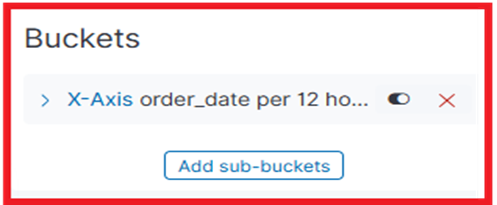 Buckets
X-Axis order_date per 12 ho...
Add sub-buckets